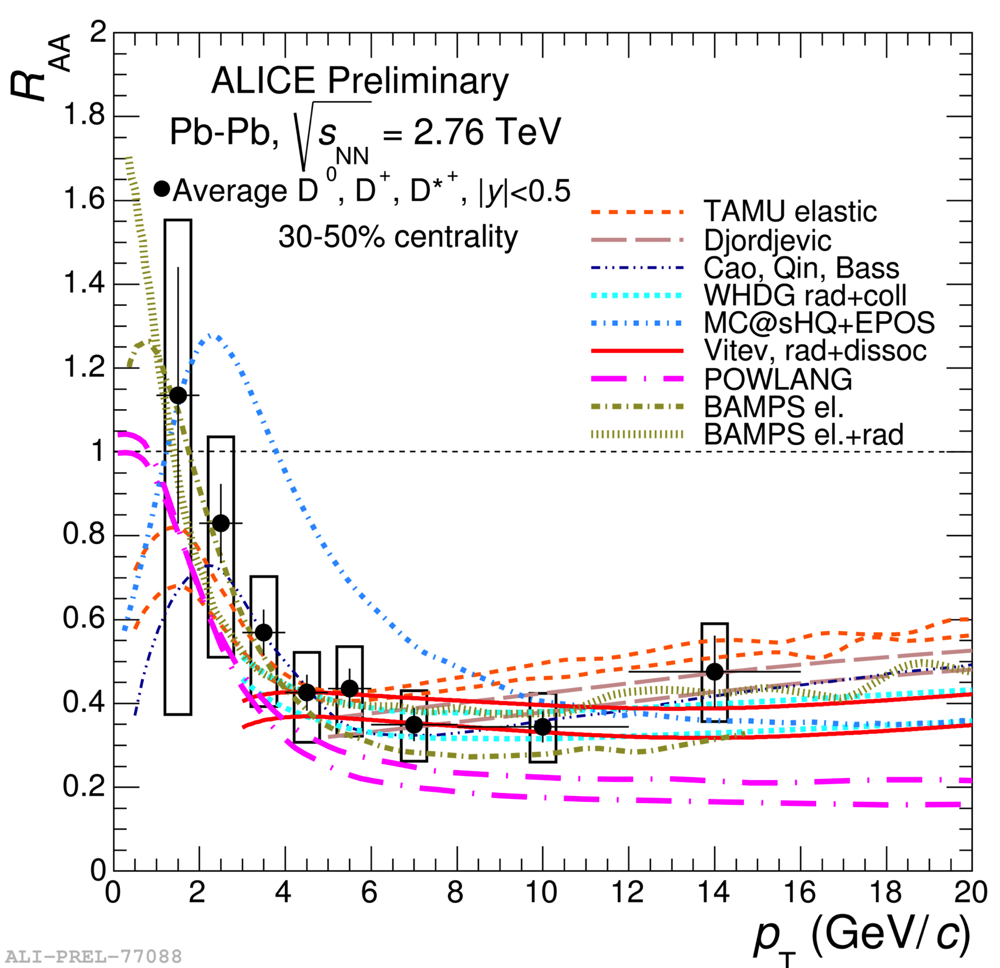 R_AA
ALICE Preliminary
Pb-Pb, √s_NN = 2.76 TeV
Average D^0, D^+, D*^+, |y|<0.5
30-50% centrality
TAMU elastic
Djordjevic
Cao, Qin, Bass
WHDG rad+coll
MC@sHQ+EPOS
Vitev, rad+dissoc
POWLANG
BAMPS el.
BAMPS el.+rad
2
1.8
1.6
1.4
1.2
1
0.8
0.6
0.4
0.2
0
0 2 4 6 8 10 12 14 16 18 20
p_T (GeV/c)
ALI-PREL-77088